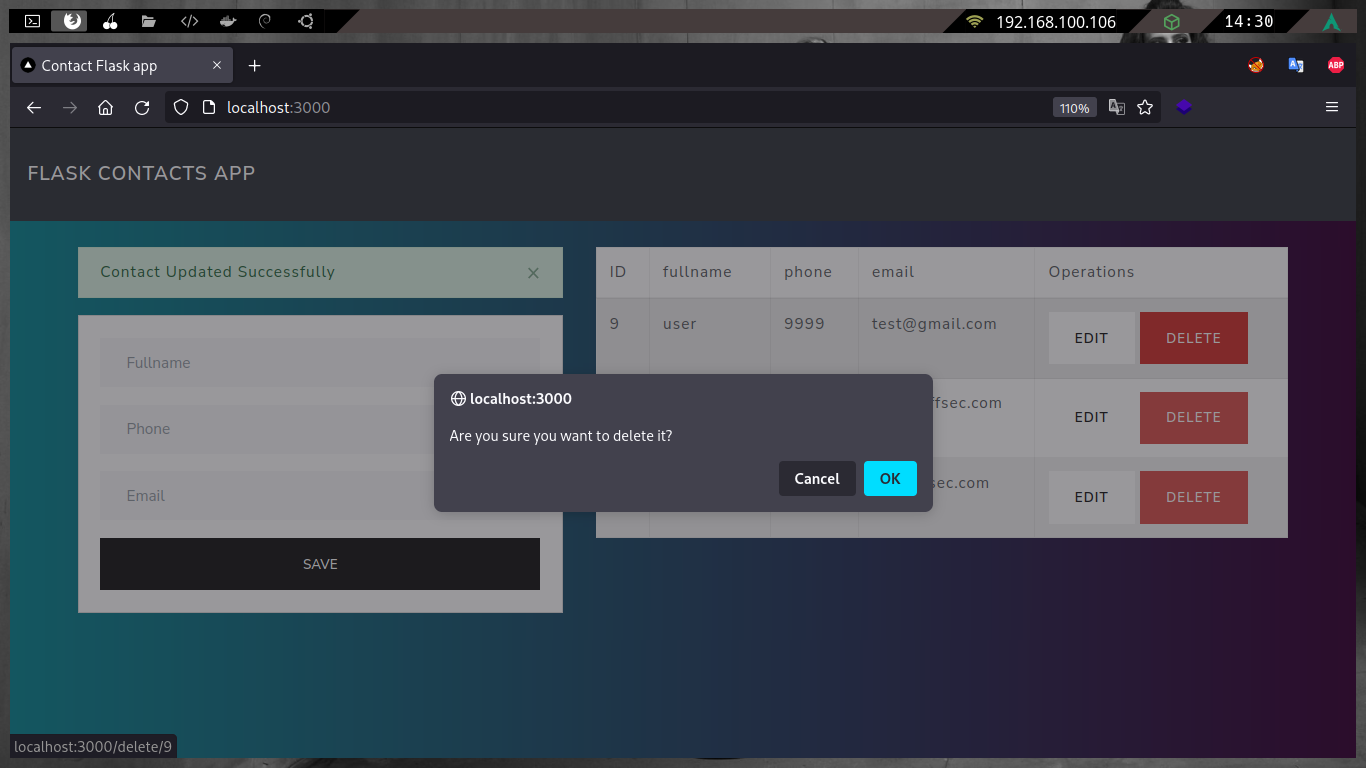 192.168.100.106
14:30
Contact Flask app
ABP
localhost:3000
110%
FLASK CONTACTS APP
Contact Updated Successfully ×
Fullname
Phone
Email
SAVE
ID fullname phone email Operations
9 user 9999 test@gmail.com EDIT DELETE
ffsec.com EDIT DELETE
sec.com EDIT DELETE
localhost:3000
Are you sure you want to delete it?
Cancel OK
localhost:3000/delete/9